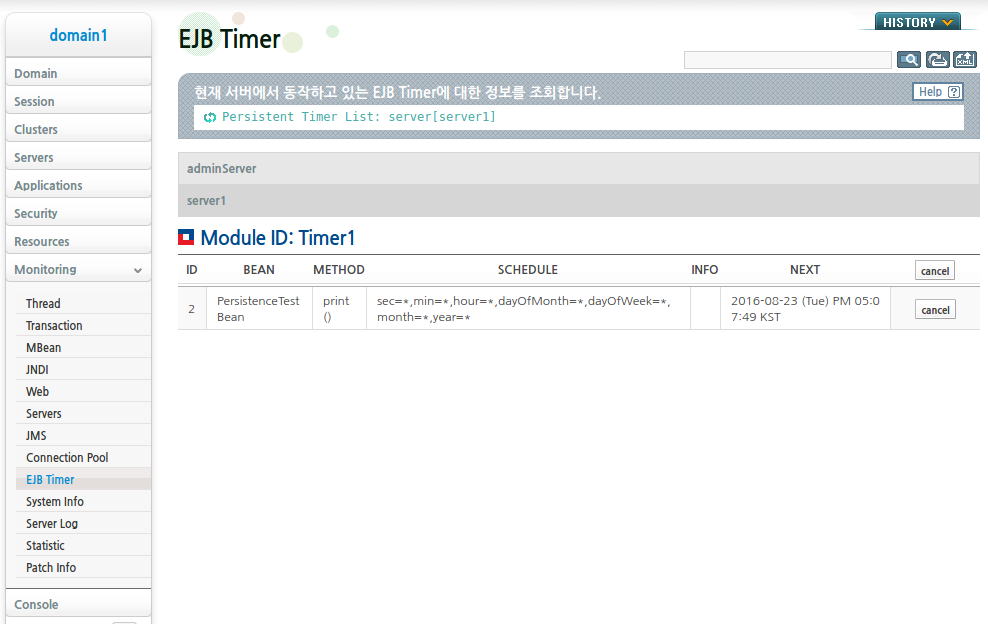 domain1
Domain
Session
Clusters
Servers
Applications
Security
Resources
Monitoring
Thread
Transaction
MBean
JNDI
Web
Servers
JMS
Connection Pool
EJB Timer
System Info
Server Log
Statistic
Patch Info
Console
HISTORY
EJB Timer
XML
현재 서버에서 동작하고 있는 EJB Timer에 대한 정보를 조회합니다.
Help ?
Persistent Timer List: server[server1]
adminServer
server1
Module ID: Timer1
ID BEAN METHOD SCHEDULE INFO NEXT cancel
2 PersistenceTest print sec=*,min=*,hour=*,dayOfMonth=*,dayOfWeek=*, 2016-08-23 (Tue) PM 05:0 cancel
Bean () month=*,year=* 7:49 KST